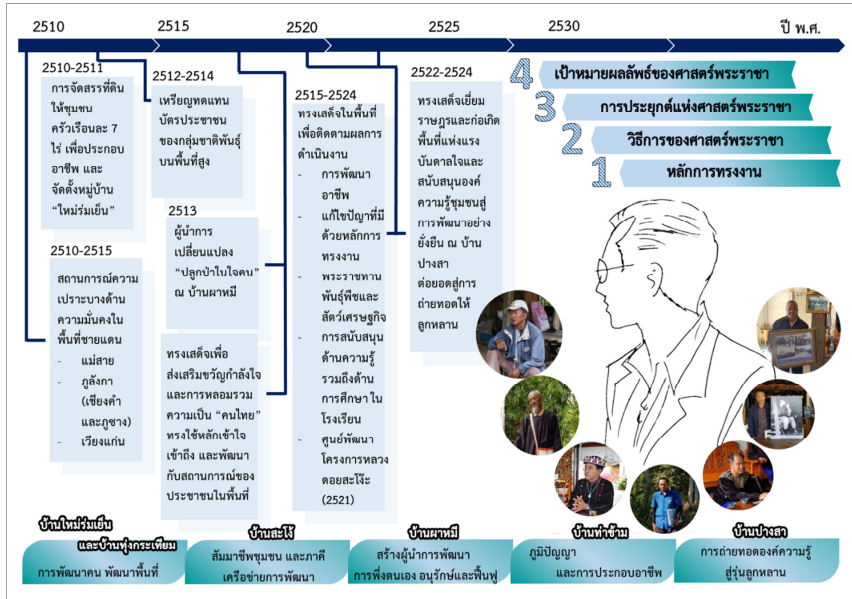 2510
2515
2520
2525
2530
ปี พ.ศ.
2510-2511
การจัดสรรที่ดิน
ให้ชุมชน
ครัวเรือนละ 7
ไร่ เพื่อประกอบ
อาชีพ และ
จัดตั้งหมู่บ้าน
“ใหม่ร่มเย็น”
2510-2515
สถานการณ์ความ
เปราะบางด้าน
ความมั่นคงใน
พื้นที่ชายแดน
- แม่สาย
- ภูลังกา
(เชียงคำ
และภูซาง)
- เวียงแก่น
2512-2514
เหรียญทดแทน
บัตรประชาชน
ของกลุ่มชาติพันธุ์
บนพื้นที่สูง
2513
ผู้นำการ
เปลี่ยนแปลง
“ปลูกป่าในใจคน”
ณ บ้านผาหมี
ทรงเสด็จเพื่อ
ส่งเสริมขวัญกำลังใจ
และการหลอมรวม
ความเป็น “คนไทย”
ทรงใช้หลักเข้าใจ
เข้าถึง และพัฒนา
กับสถานการณ์ของ
ประชาชนในพื้นที่
2515-2524
ทรงเสด็จในพื้นที่
เพื่อติดตามผลการ
ดำเนินงาน
- การพัฒนา
อาชีพ
- แก้ไขปัญาที่มี
ด้วยหลักการ
ทรงงาน
- พระราชทาน
พันธุ์พืชและ
สัตว์เศรษฐกิจ
- การสนับสนุน
ด้านความรู้
รวมถึงด้าน
การศึกษา ใน
โรงเรียน
- ศูนย์พัฒนา
โครงการหลวง
ดอยสะโง๊ะ
(2521)
2522-2524
ทรงเสด็จเยี่ยม
ราษฎรและก่อเกิด
พื้นที่แห่งแรง
บันดาลใจและ
สนับสนุนองค์
ความรู้ชุมชนสู่
การพัฒนาอย่าง
ยั่งยืน ณ บ้าน
ปางสา
ต่อยอดสู่การ
ถ่ายทอดให้
ลูกหลาน
4 เป้าหมายผลลัพธ์ของศาสตร์พระราชา
3 การประยุกต์แห่งศาสตร์พระราชา
2 วิธีการของศาสตร์พระราชา
1 หลักการทรงงาน
บ้านใหม่ร่มเย็น
และบ้านทุ่งกระเทียม
การพัฒนาคน พัฒนาพื้นที่
บ้านสะโง้
สัมมาชีพชุมชน และภาคี
เครือข่ายการพัฒนา
บ้านผาหมี
สร้างผู้นำการพัฒนา
การพึ่งตนเอง อนุรักษ์และฟื้นฟู
บ้านท่าข้าม
ภูมิปัญญา
และการประกอบอาชีพ
บ้านปางสา
การถ่ายทอดองค์ความรู้
สู่รุ่นลูกหลาน